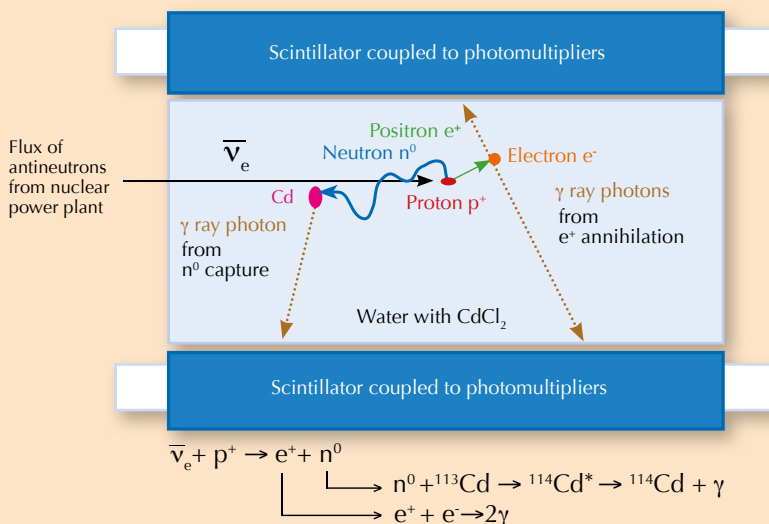 Scintillator coupled to photomultipliers
Positron e⁺
Flux of
antineutrons
from nuclear
power plant
ν̅ₑ
Neutron n⁰
Electron e⁻
Cd
Proton p⁺
γ ray photon
from
n⁰ capture
γ ray photons
from
e⁺ annihilation
Water with CdCl₂
Scintillator coupled to photomultipliers
ν̅ₑ + p⁺ → e⁺ + n⁰
n⁰ + ¹¹³Cd → ¹¹⁴Cd* → ¹¹⁴Cd + γ
e⁺ + e⁻ → 2γ